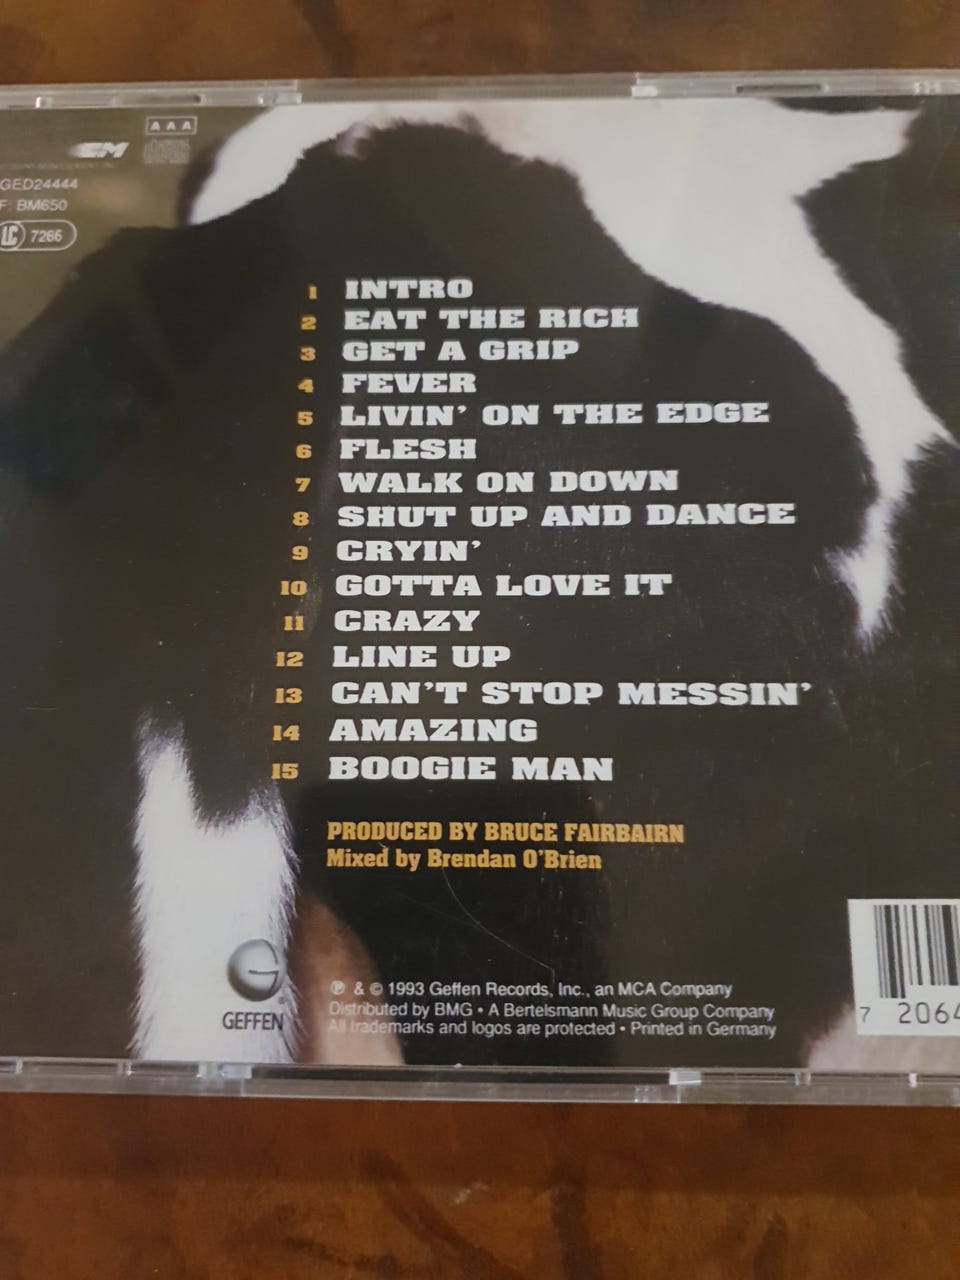 AAA
GED24444
F: BM650
LC 7266
1 INTRO
2 EAT THE RICH
3 GET A GRIP
4 FEVER
5 LIVIN' ON THE EDGE
6 FLESH
7 WALK ON DOWN
8 SHUT UP AND DANCE
9 CRYIN'
10 GOTTA LOVE IT
11 CRAZY
12 LINE UP
13 CAN'T STOP MESSIN'
14 AMAZING
15 BOOGIE MAN
PRODUCED BY BRUCE FAIRBAIRN
Mixed by Brendan O'Brien
GEFFEN®
℗ & © 1993 Geffen Records, Inc., an MCA Company
Distributed by BMG • A Bertelsmann Music Group Company
All trademarks and logos are protected • Printed in Germany
7 2064